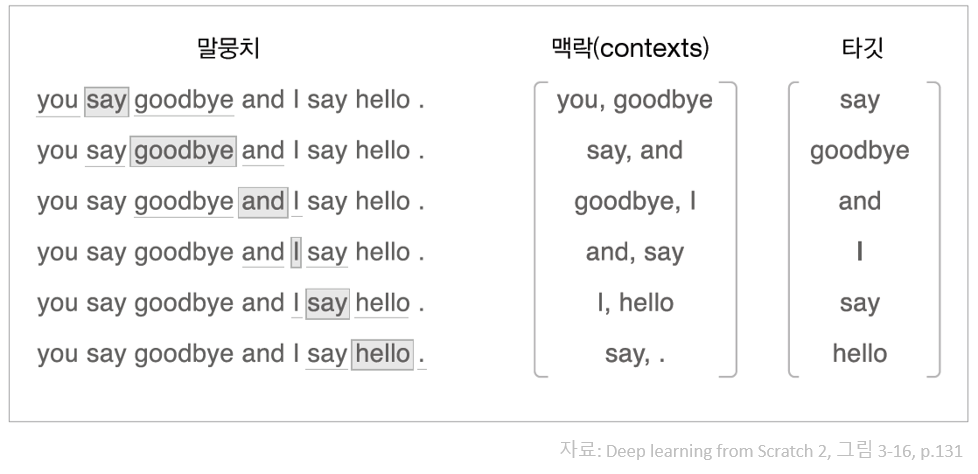 말뭉치 맥락(contexts) 타깃
you say goodbye and I say hello . you, goodbye say
you say goodbye and I say hello . say, and goodbye
you say goodbye and I say hello . goodbye, I and
you say goodbye and I say hello . and, say I
you say goodbye and I say hello . I, hello say
you say goodbye and I say hello . say, . hello
자료: Deep learning from Scratch 2, 그림 3-16, p.131